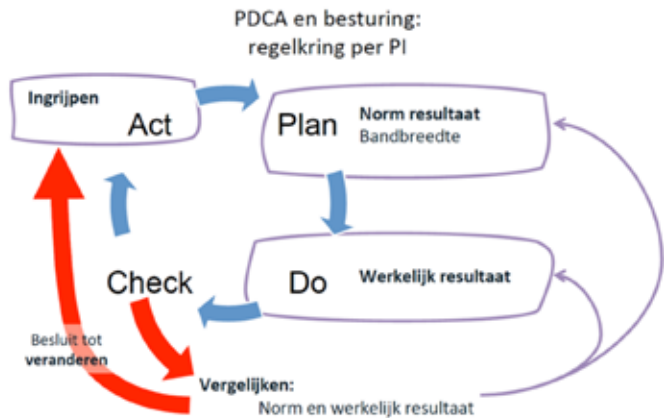 PDCA en besturing:
regelkring per PI
Ingrijpen
Act
Plan
Norm resultaat
Bandbreedte
Check
Do
Werkelijk resultaat
Besluit tot
veranderen
Vergelijken:
Norm en werkelijk resultaat